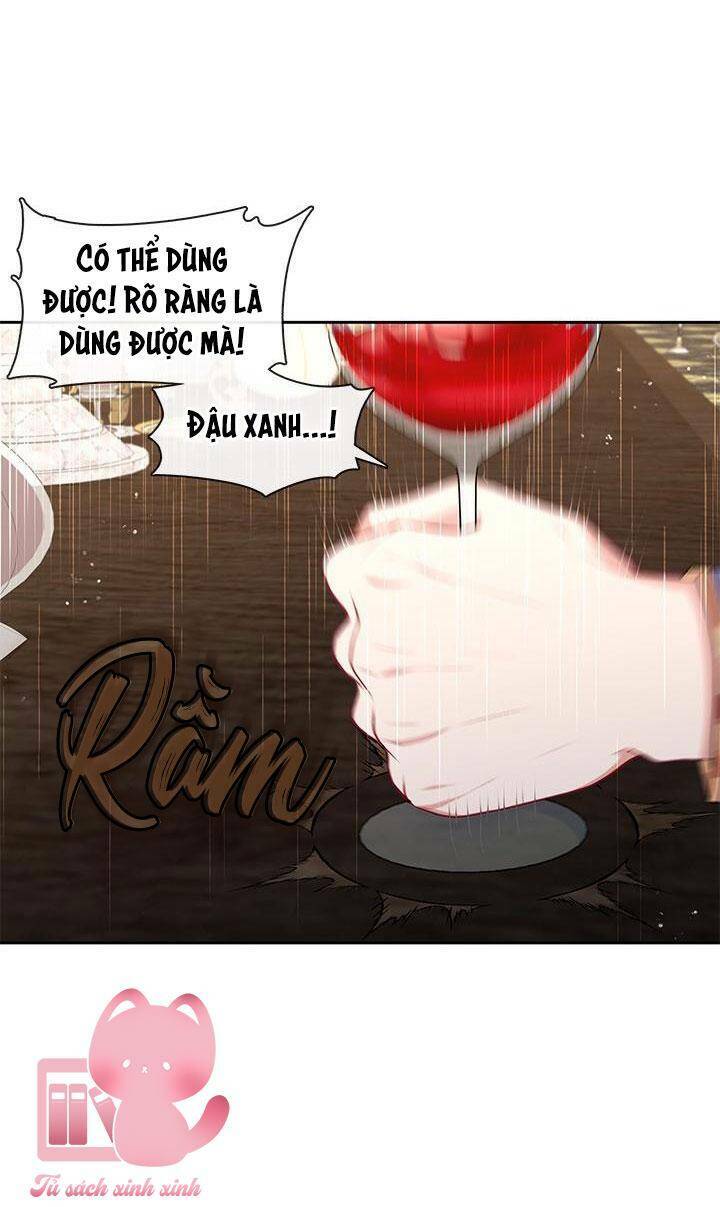 CÓ THỂ DÙNG
ĐƯỢC! RÕ RÀNG LÀ
DÙNG ĐƯỢC MÀ!
ĐẬU XANH...!
Rầm
Tủ sách xinh xinh